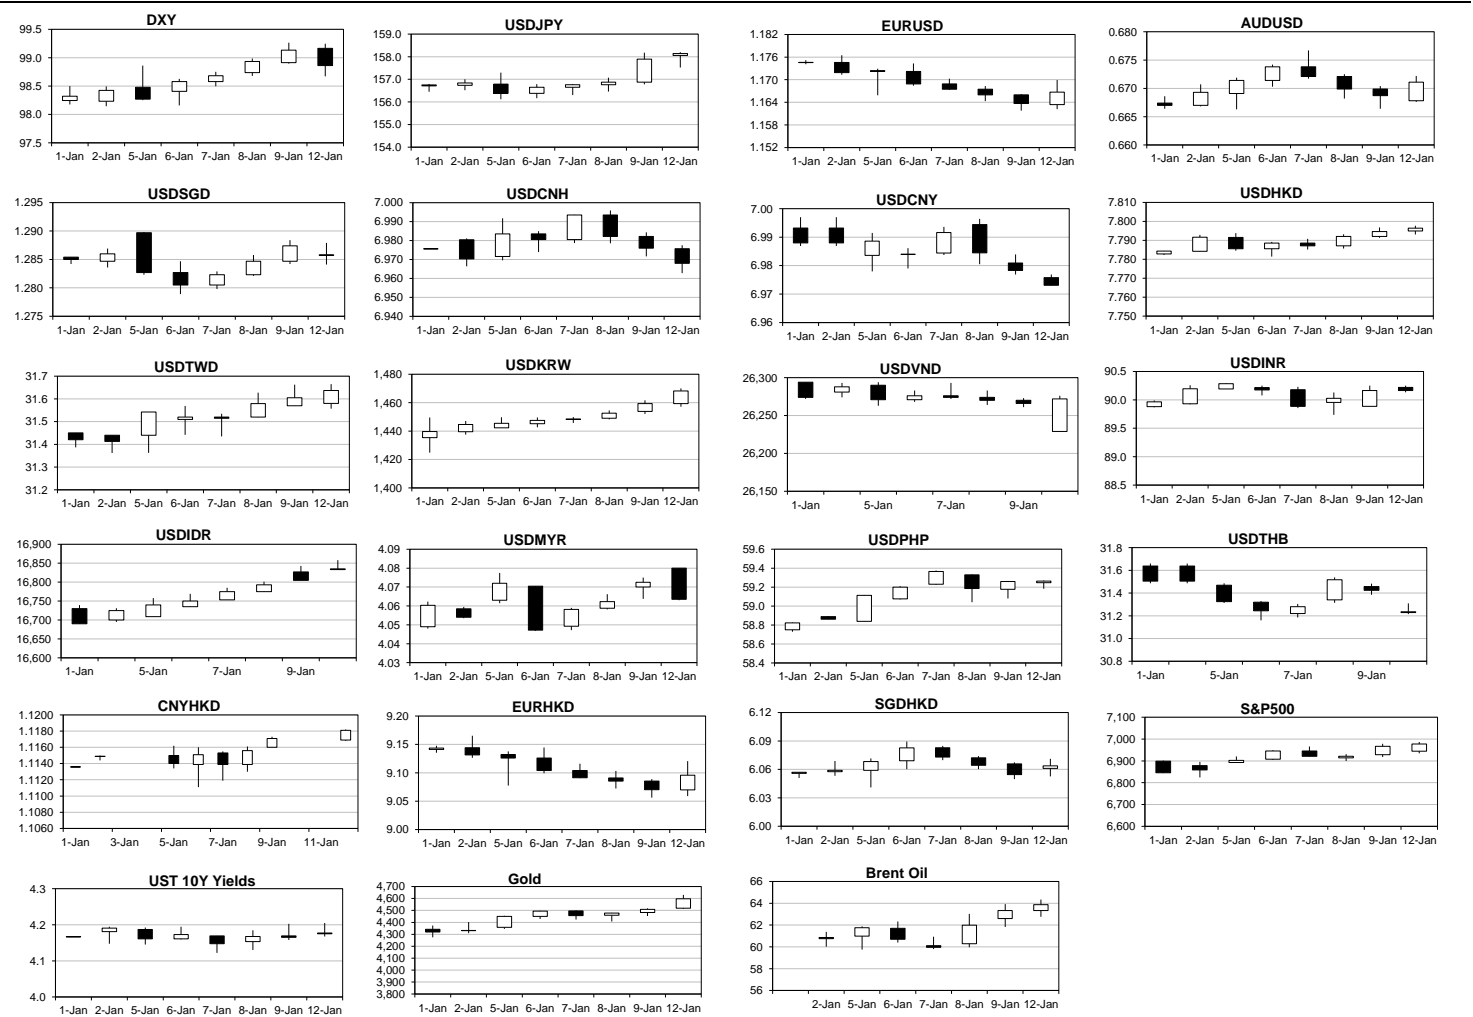 DXY
99.5
99.0
98.5
98.0
97.5
1-Jan 2-Jan 5-Jan 6-Jan 7-Jan 8-Jan 9-Jan 12-Jan
USDJPY
159.0
158.0
157.0
156.0
155.0
154.0
1-Jan 2-Jan 5-Jan 6-Jan 7-Jan 8-Jan 9-Jan 12-Jan
EURUSD
1.182
1.176
1.170
1.164
1.158
1.152
1-Jan 2-Jan 5-Jan 6-Jan 7-Jan 8-Jan 9-Jan 12-Jan
AUDUSD
0.680
0.675
0.670
0.665
0.660
1-Jan 2-Jan 5-Jan 6-Jan 7-Jan 8-Jan 9-Jan 12-Jan
USDSGD
1.295
1.290
1.285
1.280
1.275
1-Jan 2-Jan 5-Jan 6-Jan 7-Jan 8-Jan 9-Jan 12-Jan
USDCNH
7.000
6.990
6.980
6.970
6.960
6.950
6.940
1-Jan 2-Jan 5-Jan 6-Jan 7-Jan 8-Jan 9-Jan 12-Jan
USDCNY
7.00
6.99
6.98
6.97
6.96
1-Jan 2-Jan 5-Jan 6-Jan 7-Jan 8-Jan 9-Jan 12-Jan
USDHKD
7.810
7.800
7.790
7.780
7.770
7.760
7.750
1-Jan 2-Jan 5-Jan 6-Jan 7-Jan 8-Jan 9-Jan 12-Jan
USDTWD
31.7
31.6
31.5
31.4
31.3
31.2
1-Jan 2-Jan 5-Jan 6-Jan 7-Jan 8-Jan 9-Jan 12-Jan
USDKRW
1,480
1,460
1,440
1,420
1,400
1-Jan 2-Jan 5-Jan 6-Jan 7-Jan 8-Jan 9-Jan 12-Jan
USDVND
26,300
26,250
26,200
26,150
1-Jan 5-Jan 7-Jan 9-Jan
USDINR
90.5
90.0
89.5
89.0
88.5
1-Jan 2-Jan 5-Jan 6-Jan 7-Jan 8-Jan 9-Jan 12-Jan
USDIDR
16,900
16,850
16,800
16,750
16,700
16,650
16,600
1-Jan 5-Jan 7-Jan 9-Jan
USDMYR
4.09
4.08
4.07
4.06
4.05
4.04
4.03
1-Jan 2-Jan 5-Jan 6-Jan 7-Jan 8-Jan 9-Jan 12-Jan
USDPHP
59.6
59.4
59.2
59.0
58.8
58.6
58.4
1-Jan 2-Jan 5-Jan 6-Jan 7-Jan 8-Jan 9-Jan 12-Jan
USDTHB
31.8
31.6
31.4
31.2
31.0
30.8
1-Jan 5-Jan 7-Jan 9-Jan
CNYHKD
1.1200
1.1180
1.1160
1.1140
1.1120
1.1100
1.1080
1.1060
1-Jan 3-Jan 5-Jan 7-Jan 9-Jan 11-Jan
EURHKD
9.20
9.15
9.10
9.05
9.00
1-Jan 2-Jan 5-Jan 6-Jan 7-Jan 8-Jan 9-Jan 12-Jan
SGDHKD
6.12
6.09
6.06
6.03
6.00
1-Jan 2-Jan 5-Jan 6-Jan 7-Jan 8-Jan 9-Jan 12-Jan
S&P500
7,100
7,000
6,900
6,800
6,700
6,600
1-Jan 2-Jan 5-Jan 6-Jan 7-Jan 8-Jan 9-Jan 12-Jan
UST 10Y Yields
4.3
4.2
4.1
4.0
1-Jan 2-Jan 5-Jan 6-Jan 7-Jan 8-Jan 9-Jan 12-Jan
Gold
4,700
4,600
4,500
4,400
4,300
4,200
4,100
4,000
3,900
3,800
1-Jan 2-Jan 5-Jan 6-Jan 7-Jan 8-Jan 9-Jan 12-Jan
Brent Oil
66
64
62
60
58
56
2-Jan 5-Jan 6-Jan 7-Jan 8-Jan 9-Jan 12-Jan